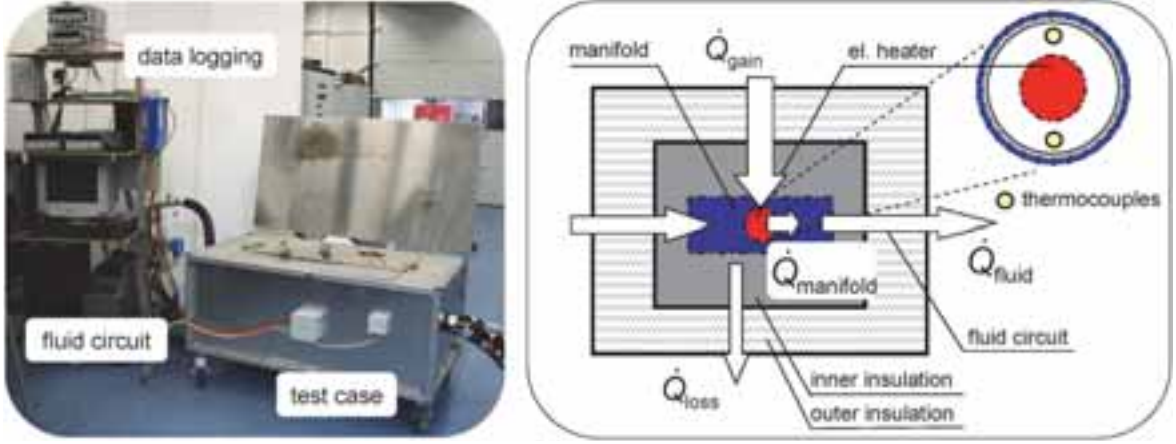 data logging
fluid circuit
test case
manifold
Q̇gain
el. heater
thermocouples
Q̇fluid
Q̇manifold
fluid circuit
Q̇loss
inner insulation
outer insulation